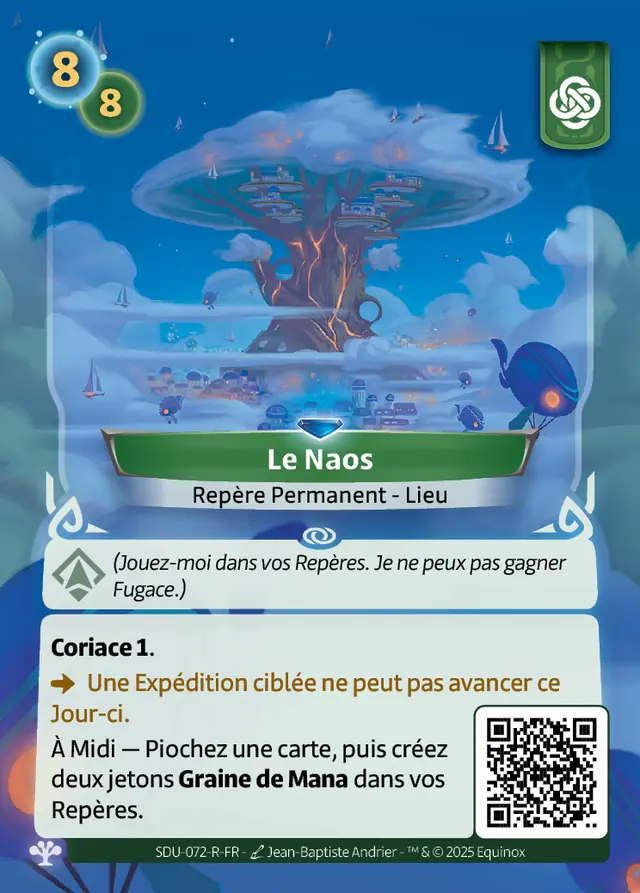 8
8
Le Naos
Repère Permanent - Lieu
(Jouez-moi dans vos Repères. Je ne peux pas gagner
Fugace.)
Coriace 1.
Une Expédition ciblée ne peut pas avancer ce
Jour-ci.
À Midi — Piochez une carte, puis créez
deux jetons Graine de Mana dans vos
Repères.
SDU-072-R-FR - Jean-Baptiste Andrier - ™ & © 2025 Equinox